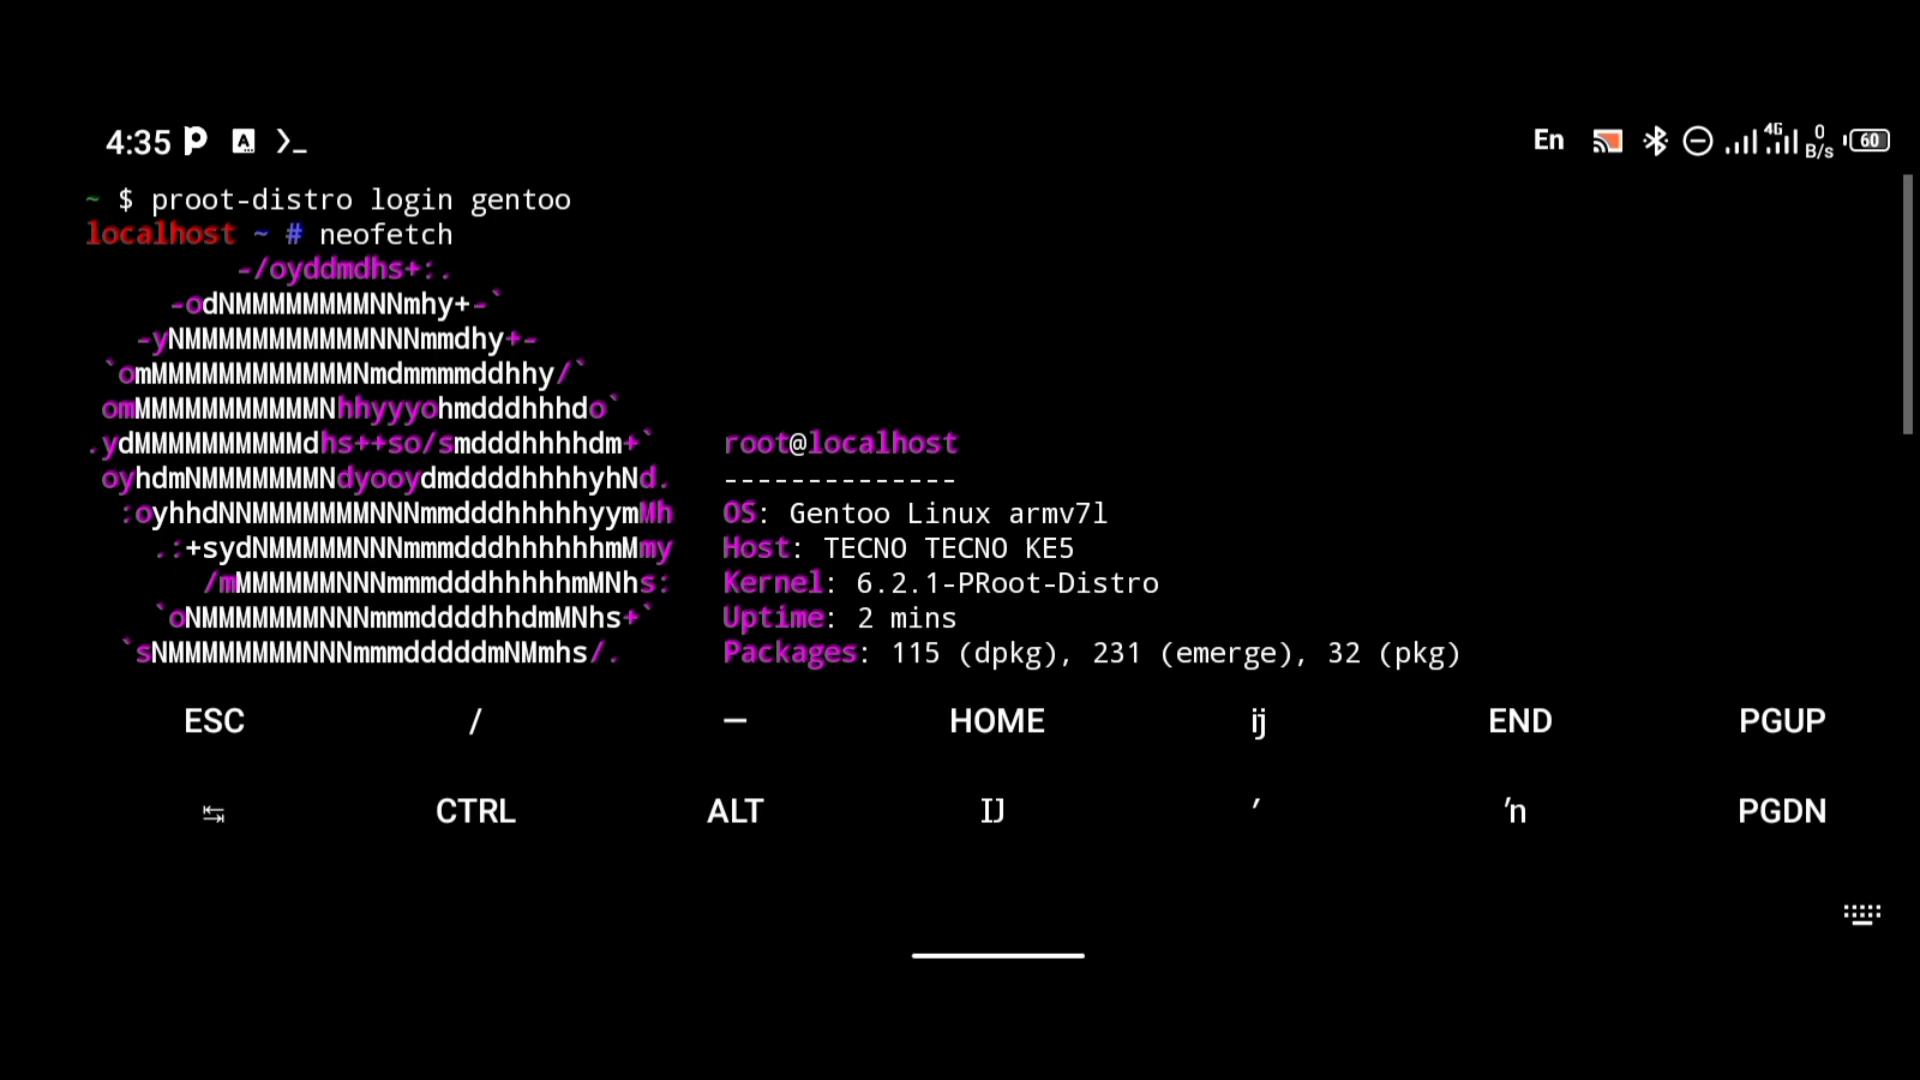 4:35 En 4G 0 B/s 60
~ $ proot-distro login gentoo
localhost ~ # neofetch
-/oyddmdhs+:.
-odNMMMMMMMMNNmhy+-`
-yNMMMMMMMMMMMNNNmmdhy+-
`omMMMMMMMMMMMMNmdmmmmddhhy/`
omMMMMMMMMMMMNhhyyyohmdddhhhdo`
.ydMMMMMMMMMMdhs++so/smdddhhhhdm+`
oyhdmNMMMMMMMNdyooydmddddhhhhyhNd.
:oyhhdNNMMMMMMMNNNmmdddhhhhhyymMh
.:+sydNMMMMMNNNmmmdddhhhhhhmMmy
/mMMMMMMNNNmmmdddhhhhhmMNhs:
`oNMMMMMMMNNNmmmddddhhdmMNhs+`
`sNMMMMMMMMNNNmmmdddddmNMmhs/.
root@localhost
--------------
OS: Gentoo Linux armv7l
Host: TECNO TECNO KE5
Kernel: 6.2.1-PRoot-Distro
Uptime: 2 mins
Packages: 115 (dpkg), 231 (emerge), 32 (pkg)
ESC / — HOME ĳ END PGUP
↹ CTRL ALT Ĳ ′ ŉ PGDN